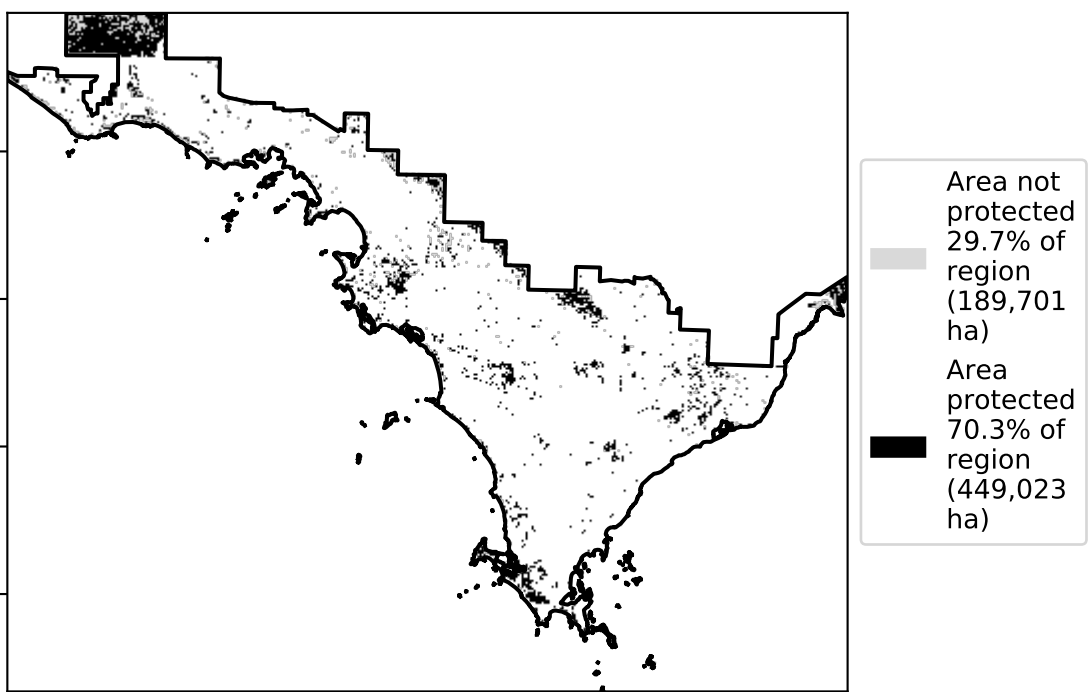 Area not
protected
29.7% of
region
(189,701
ha)
Area
protected
70.3% of
region
(449,023
ha)